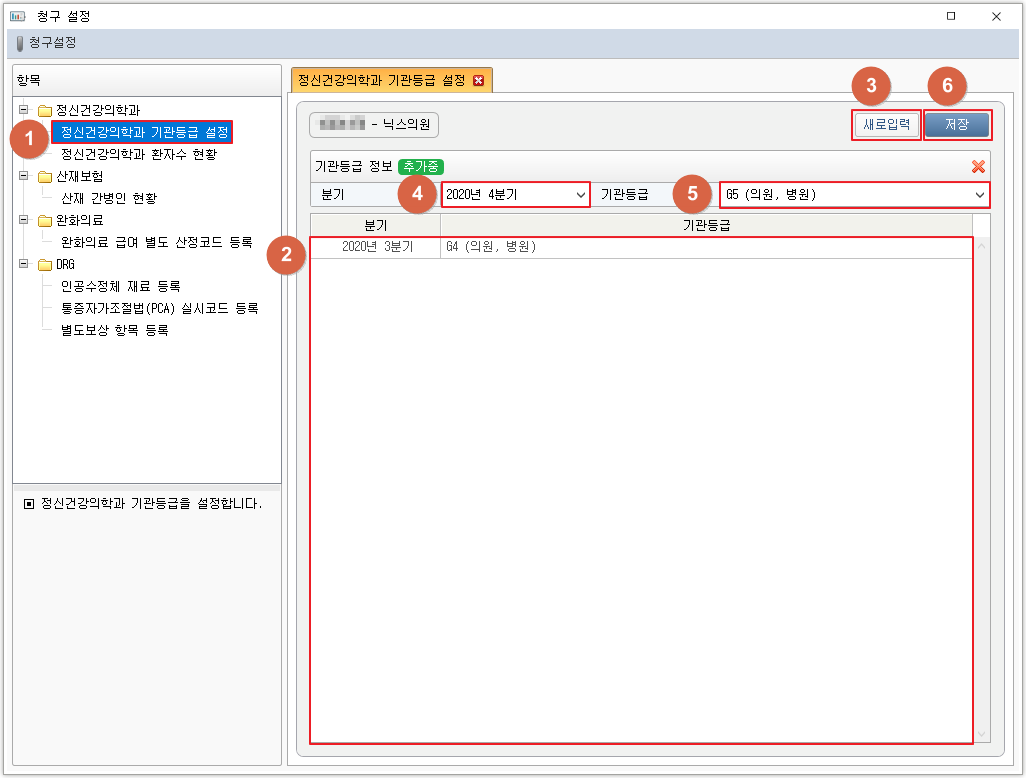 청구 설정
청구설정
항목
정신건강의학과
1 정신건강의학과 기관등급 설정
정신건강의학과 환자수 현황
산재보험
산재 간병인 현황
완화의료
완화의료 급여 별도 산정코드 등록
DRG
인공수정체 재료 등록
통증자가조절법(PCA) 실시코드 등록
별도보상 항목 등록
정신건강의학과 기관등급을 설정합니다.
정신건강의학과 기관등급 설정
3 6
- 닉스의원 새로입력 저장
기관등급 정보 추가중
분기 4 2020년 4분기 기관등급 5 G5 (의원, 병원)
분기 기관등급
2 2020년 3분기 G4 (의원, 병원)